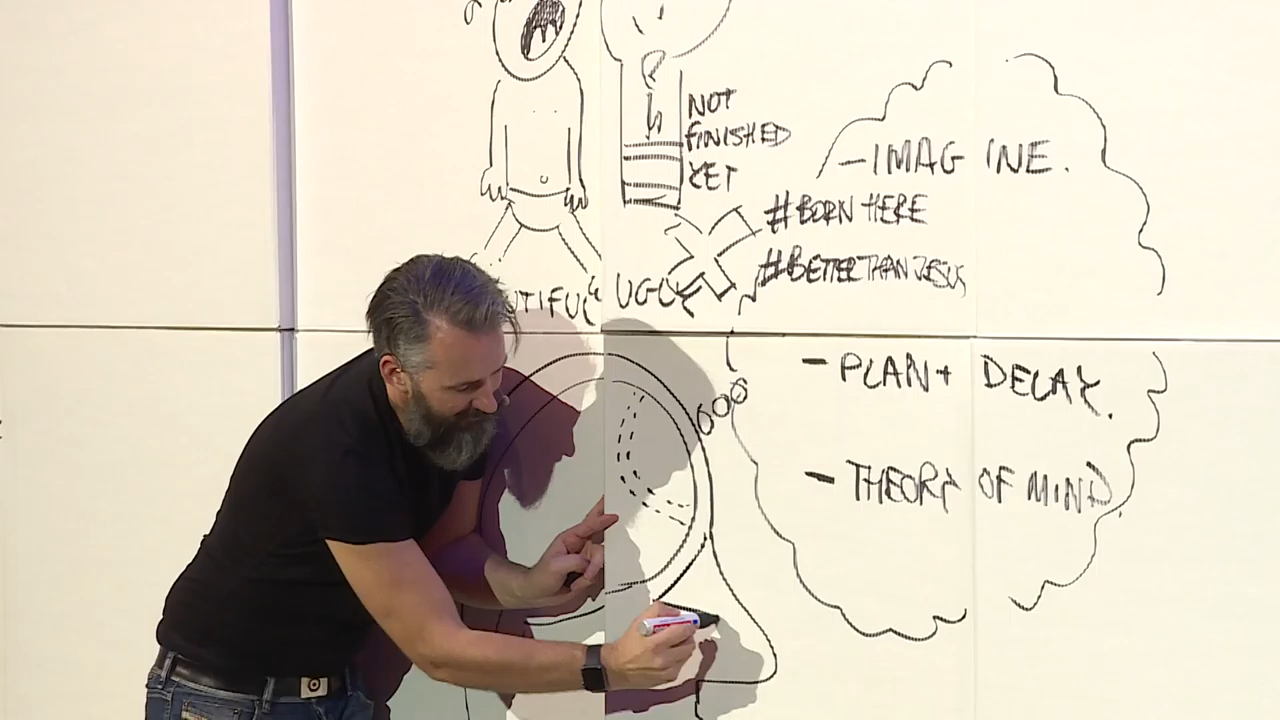 NOT
FINISHED
YET
-IMAGINE.
#BORN HERE
#BETTERTHANJESUS
UGLY
- PLAN + DELAY.
- THEORY OF MIND